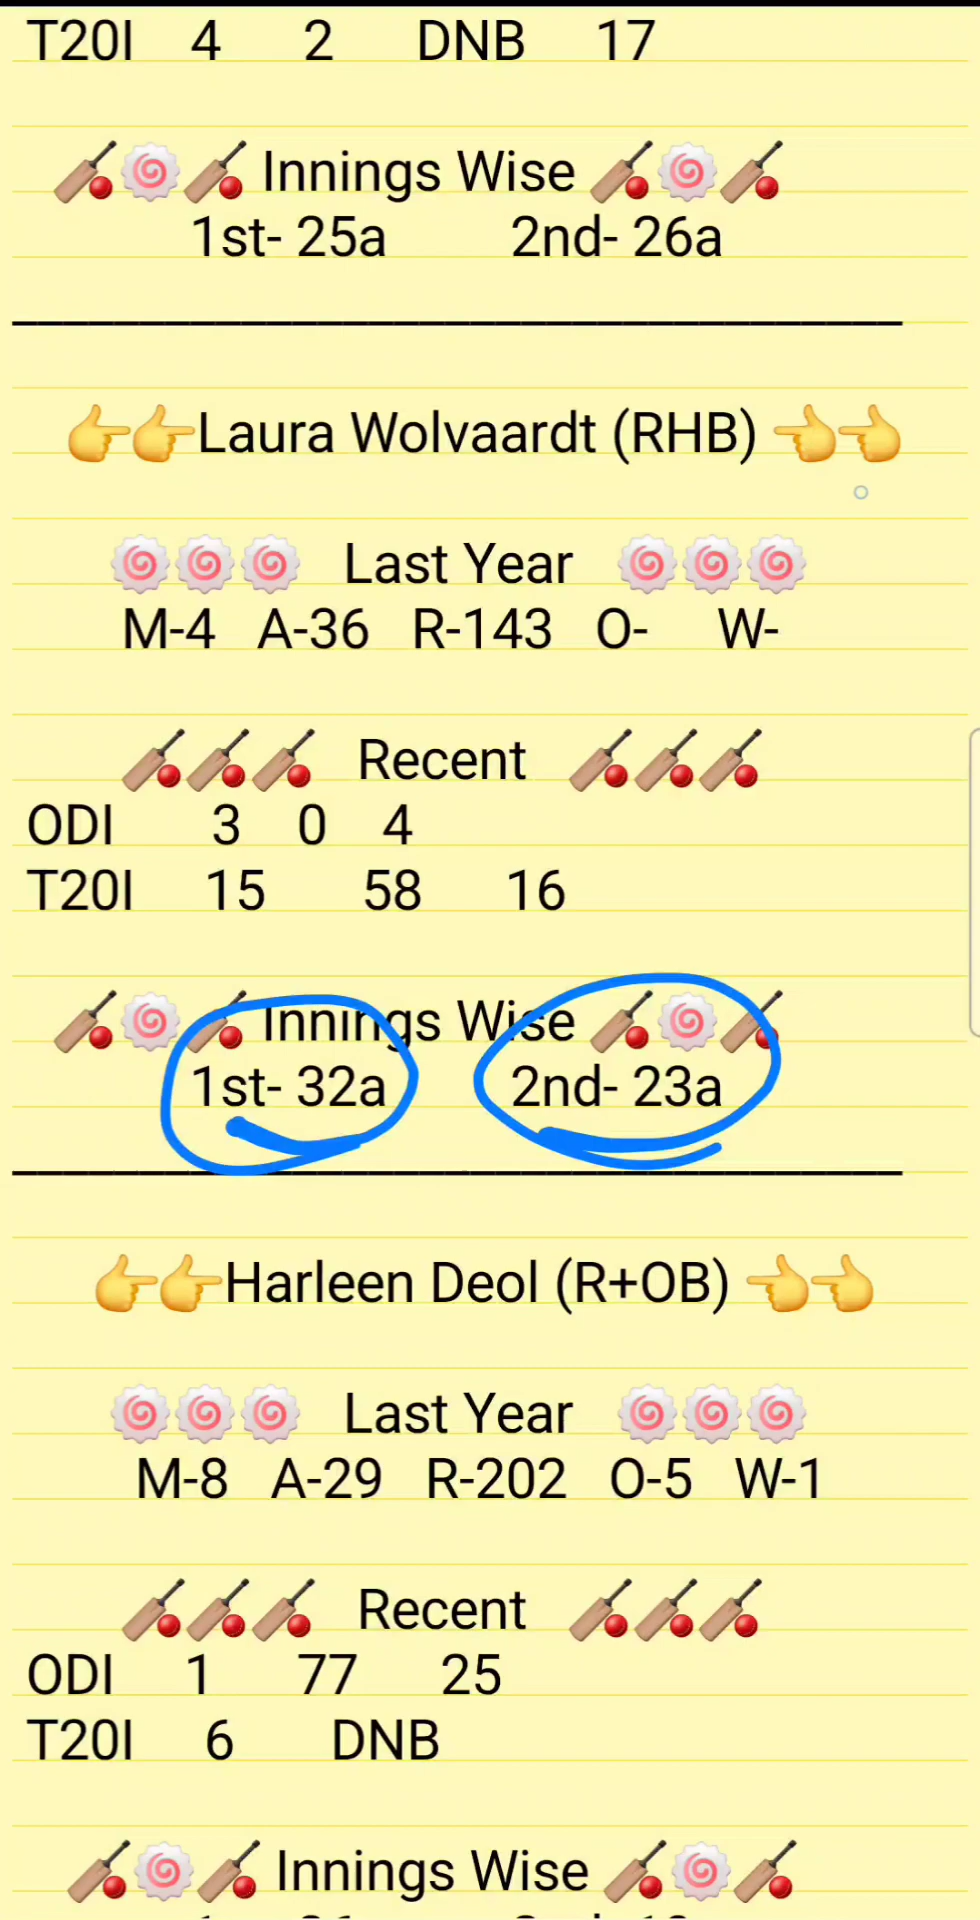 T20I 4 2 DNB 17
🏏🍥🏏 Innings Wise 🏏🍥🏏
1st- 25a 2nd- 26a
👉👉Laura Wolvaardt (RHB) 👈👈
🍥🍥🍥 Last Year 🍥🍥🍥
M-4 A-36 R-143 O- W-
🏏🏏🏏 Recent 🏏🏏🏏
ODI 3 0 4
T20I 15 58 16
🏏🍥🏏 Innings Wise 🏏🍥🏏
1st- 32a 2nd- 23a
👉👉Harleen Deol (R+OB) 👈👈
🍥🍥🍥 Last Year 🍥🍥🍥
M-8 A-29 R-202 O-5 W-1
🏏🏏🏏 Recent 🏏🏏🏏
ODI 1 77 25
T20I 6 DNB
🏏🍥🏏 Innings Wise 🏏🍥🏏